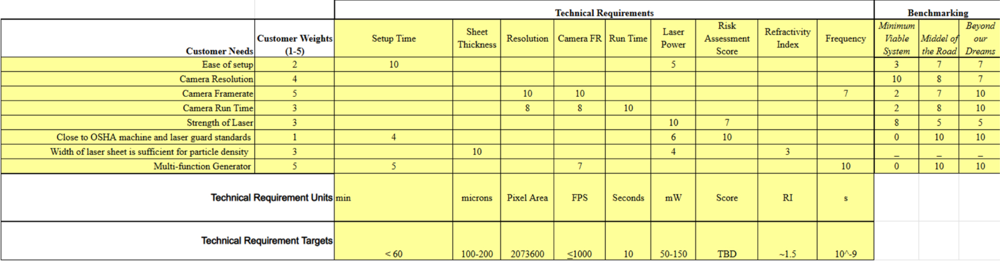 Technical Requirements Benchmarking
Customer Needs Customer Weights (1-5) Setup Time Sheet Thickness Resolution Camera FR Run Time Laser Power Risk Assessment Score Refractivity Index Frequency Minimum Viable System Middel of the Road Beyond our Dreams
Ease of setup 2 10 5 3 7 7
Camera Resolution 4 10 8 7
Camera Framerate 5 10 10 7 2 7 10
Camera Run Time 3 8 8 10 2 8 10
Strength of Laser 3 10 7 8 5 5
Close to OSHA machine and laser guard standards 1 4 6 10 0 10 10
Width of laser sheet is sufficient for particle density 3 10 4 3 _ _ _
Multi-function Generator 5 5 7 10 0 10 10
Technical Requirement Units min microns Pixel Area FPS Seconds mW Score RI s
Technical Requirement Targets < 60 100-200 2073600 <1000 10 50-150 TBD ~1.5 10^-9